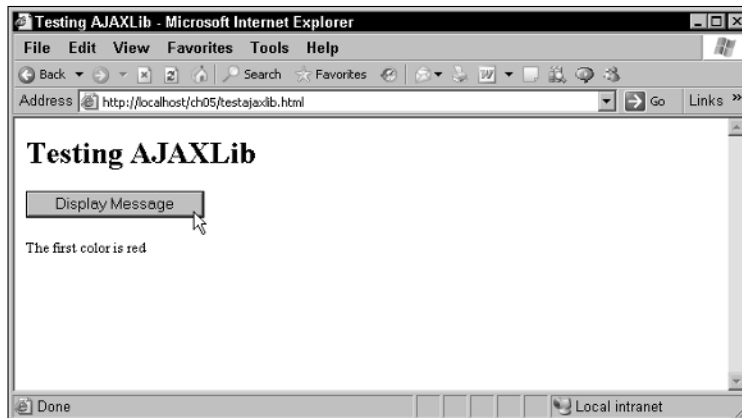 Testing AJAXLib - Microsoft Internet Explorer
File Edit View Favorites Tools Help
Back Search Favorites
Address http://localhost/ch05/testajaxlib.html Go Links »
Testing AJAXLib
Display Message
The first color is red
Done Local intranet